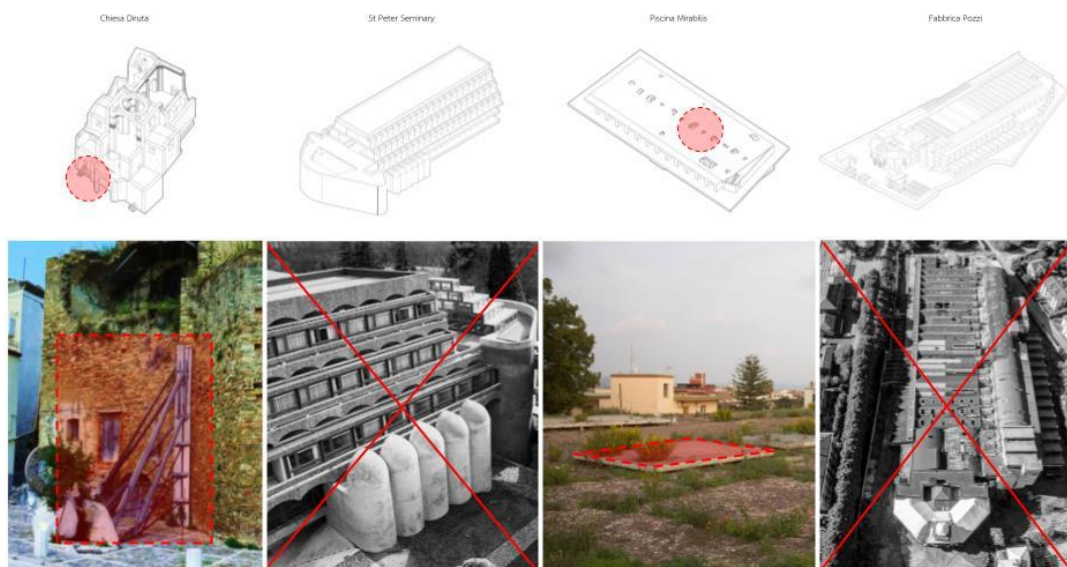 Chiesa Diruta
St Peter Seminary
Piscina Mirabilis
Fabbrica Pozzi